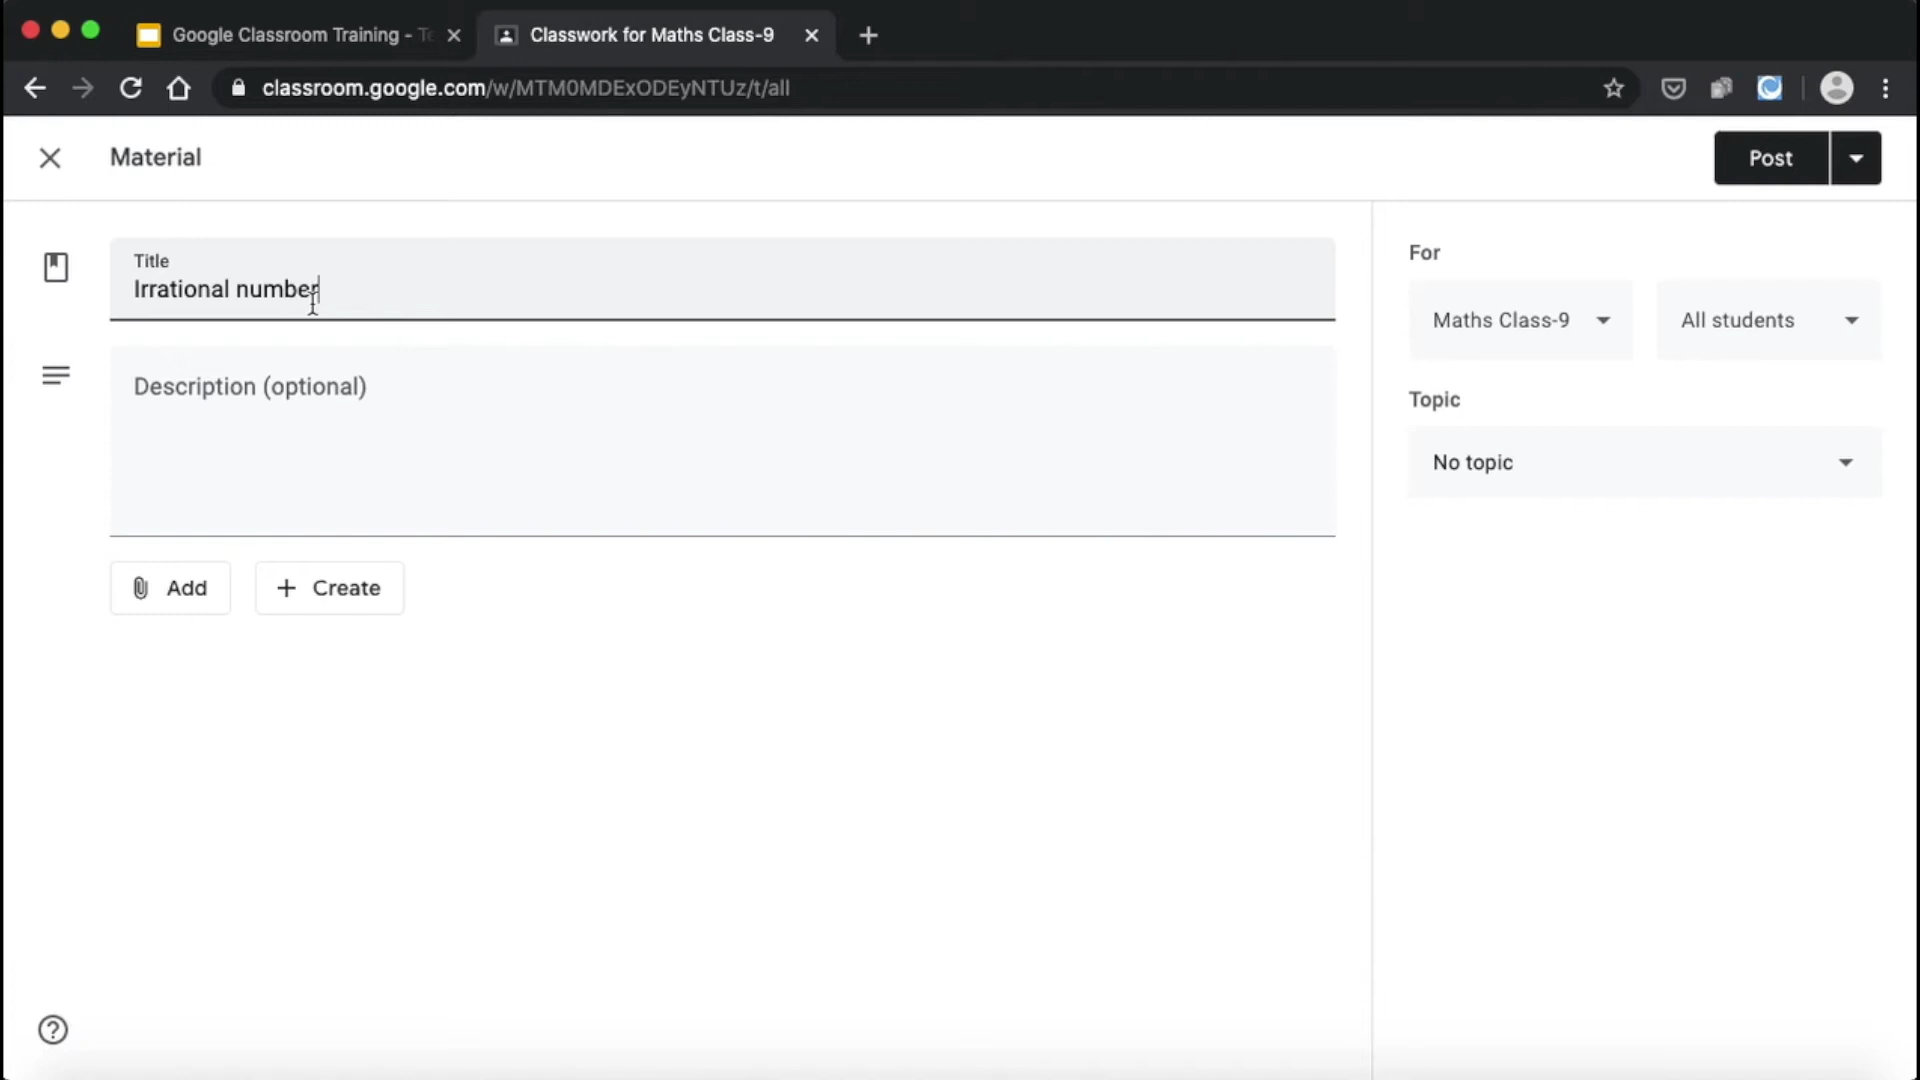 Google Classroom Training - Te
Classwork for Maths Class-9
classroom.google.com/w/MTM0MDExODEyNTUz/t/all
Material
Post
Title
Irrational number
Description (optional)
Add
Create
For
Maths Class-9
All students
Topic
No topic